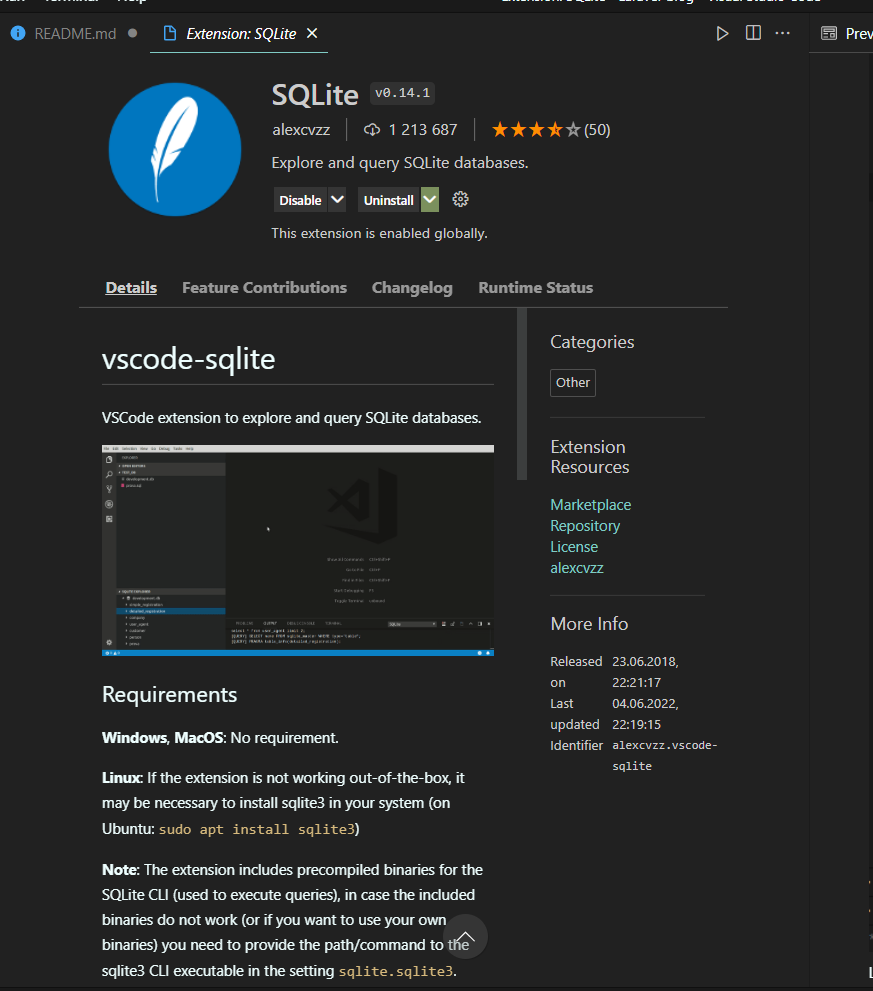 README.md
Extension: SQLite
Prev
SQLite v0.14.1
alexcvzz 1 213 687 (50)
Explore and query SQLite databases.
Disable Uninstall
This extension is enabled globally.
Details Feature Contributions Changelog Runtime Status
vscode-sqlite
VSCode extension to explore and query SQLite databases.
Requirements
Windows, MacOS: No requirement.
Linux: If the extension is not working out-of-the-box, it
may be necessary to install sqlite3 in your system (on
Ubuntu: sudo apt install sqlite3)
Note: The extension includes precompiled binaries for the
SQLite CLI (used to execute queries), in case the included
binaries do not work (or if you want to use your own
binaries) you need to provide the path/command to the
sqlite3 CLI executable in the setting sqlite.sqlite3.
Categories
Other
Extension
Resources
Marketplace
Repository
License
alexcvzz
More Info
Released 23.06.2018,
on 22:21:17
Last 04.06.2022,
updated 22:19:15
Identifier alexcvzz.vscode-
sqlite